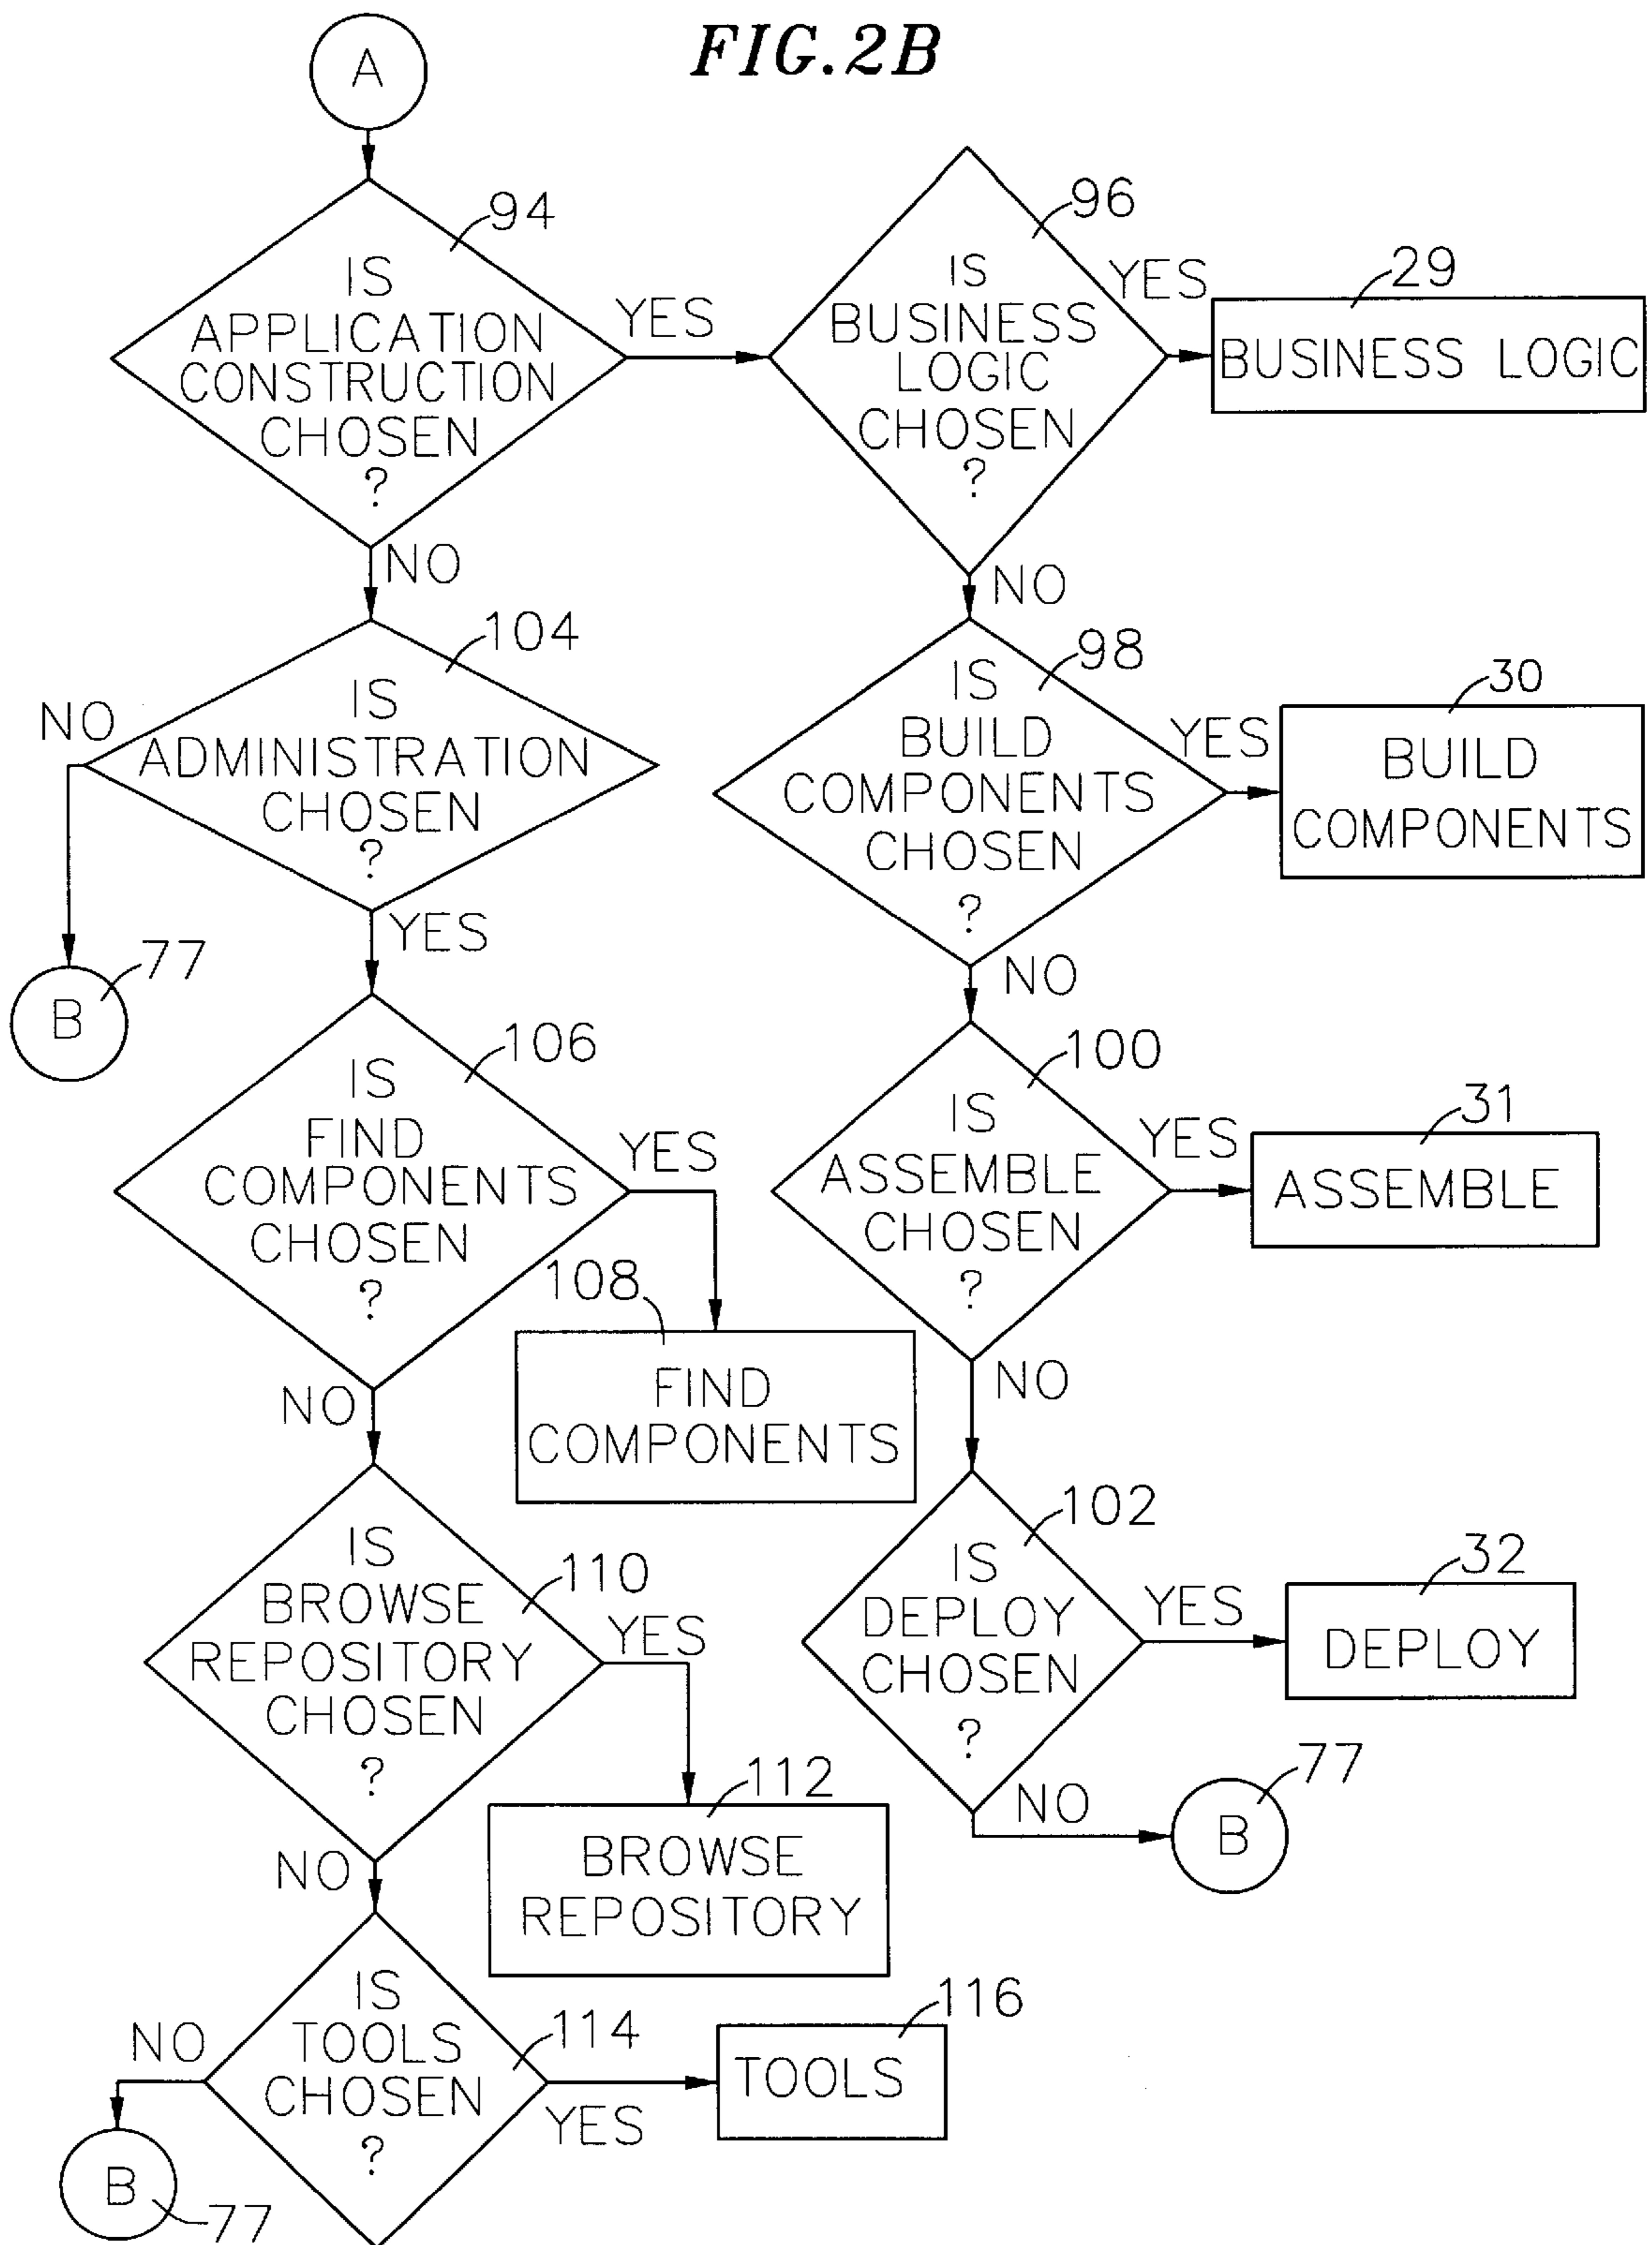 FIG.2B
A
94
IS
APPLICATION
CONSTRUCTION
CHOSEN
?
YES
NO
96
IS
BUSINESS
LOGIC
CHOSEN
?
YES
NO
29
BUSINESS LOGIC
104
IS
ADMINISTRATION
CHOSEN
?
NO
YES
77
B
98
IS
BUILD
COMPONENTS
CHOSEN
?
YES
NO
30
BUILD
COMPONENTS
106
IS
FIND
COMPONENTS
CHOSEN
?
YES
NO
108
FIND
COMPONENTS
100
IS
ASSEMBLE
CHOSEN
?
YES
NO
31
ASSEMBLE
110
IS
BROWSE
REPOSITORY
CHOSEN
?
YES
NO
112
BROWSE
REPOSITORY
102
IS
DEPLOY
CHOSEN
?
YES
NO
32
DEPLOY
77
B
114
IS
TOOLS
CHOSEN
?
NO
YES
116
TOOLS
B
77